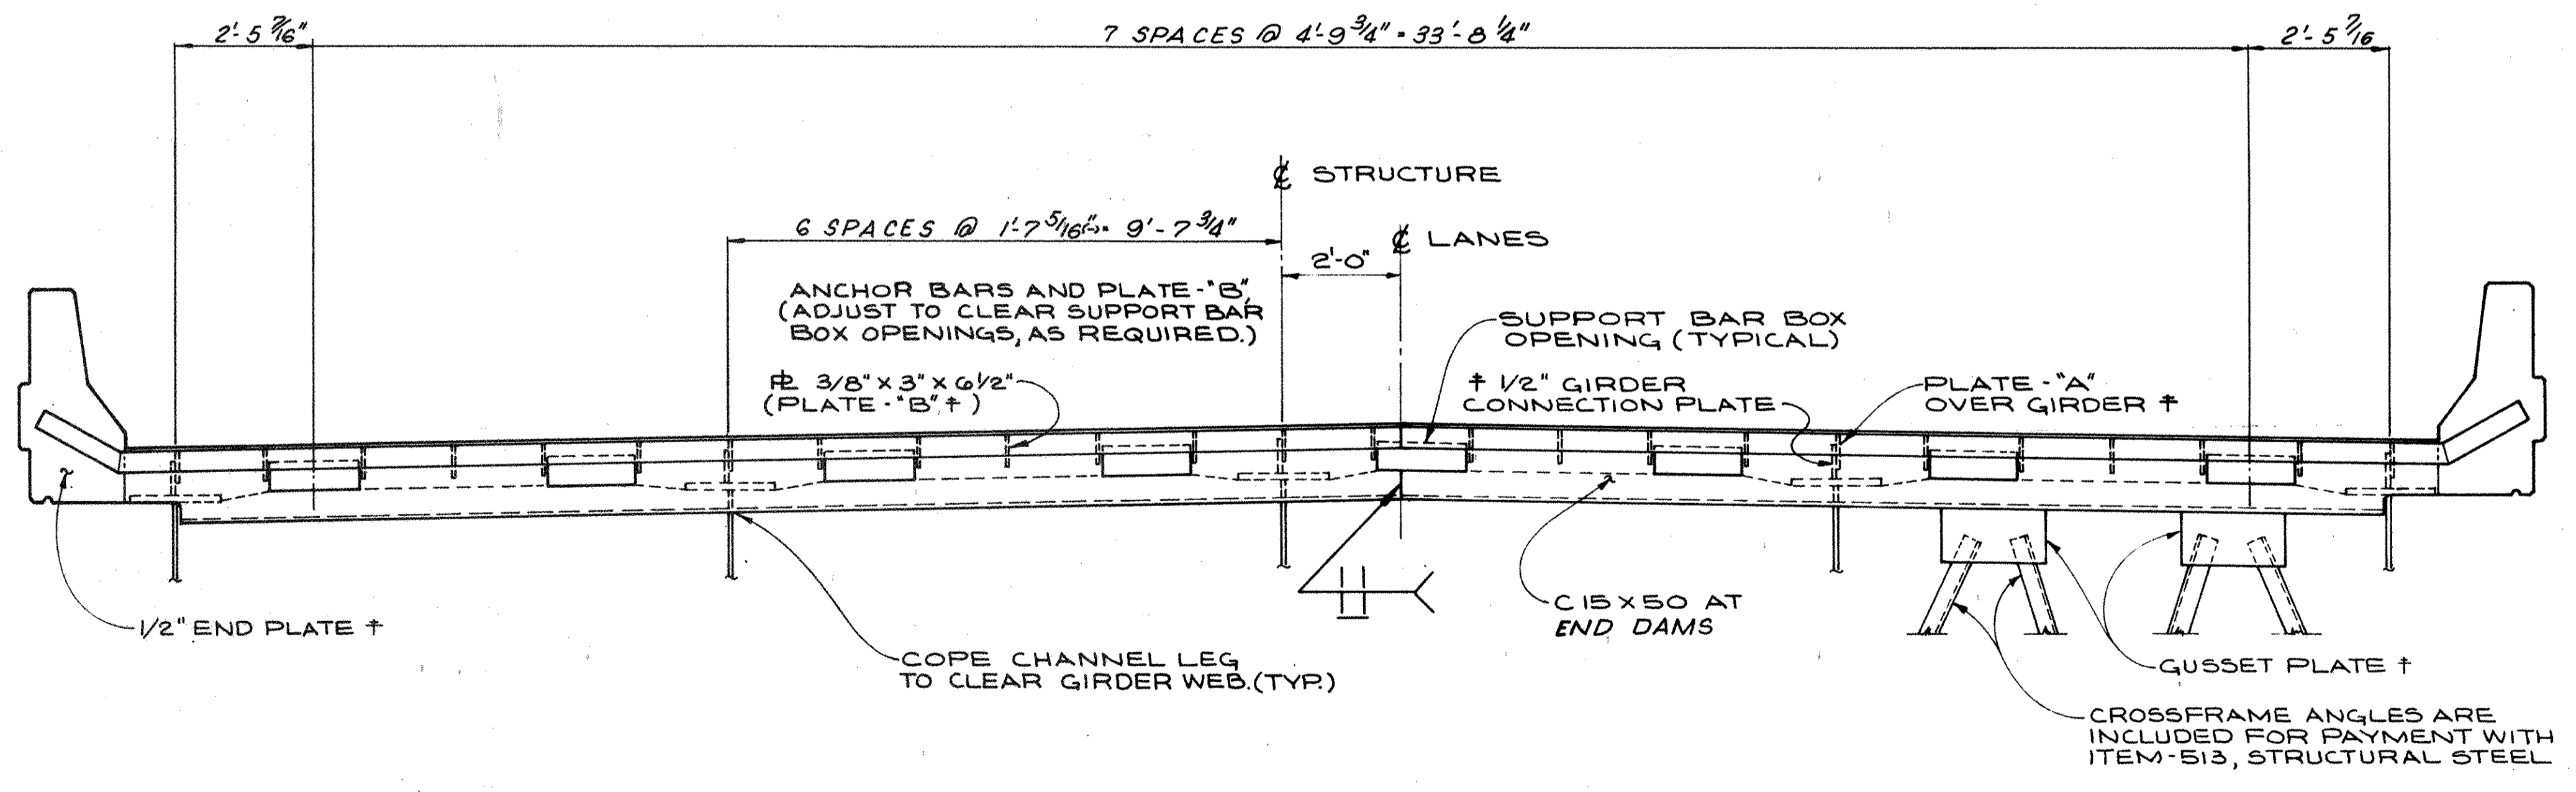 2'-5 7/16"
7 SPACES @ 4'-9 3/4" = 33'-8 1/4"
2'-5 7/16
℄ STRUCTURE
6 SPACES @ 1'-7 5/16"(-)= 9'-7 3/4"
℄ LANES
2'-0"
ANCHOR BARS AND PLATE-"B",
(ADJUST TO CLEAR SUPPORT BAR
BOX OPENINGS, AS REQUIRED.)
SUPPORT BAR BOX
OPENING (TYPICAL)
℄ 3/8" X 3" X 6 1/2"
(PLATE-"B" ‡)
‡ 1/2" GIRDER
CONNECTION PLATE
PLATE-"A"
OVER GIRDER ‡
1/2" END PLATE ‡
COPE CHANNEL LEG
TO CLEAR GIRDER WEB.(TYP.)
C 15 X 50 AT
END DAMS
GUSSET PLATE ‡
CROSSFRAME ANGLES ARE
INCLUDED FOR PAYMENT WITH
ITEM-513, STRUCTURAL STEEL